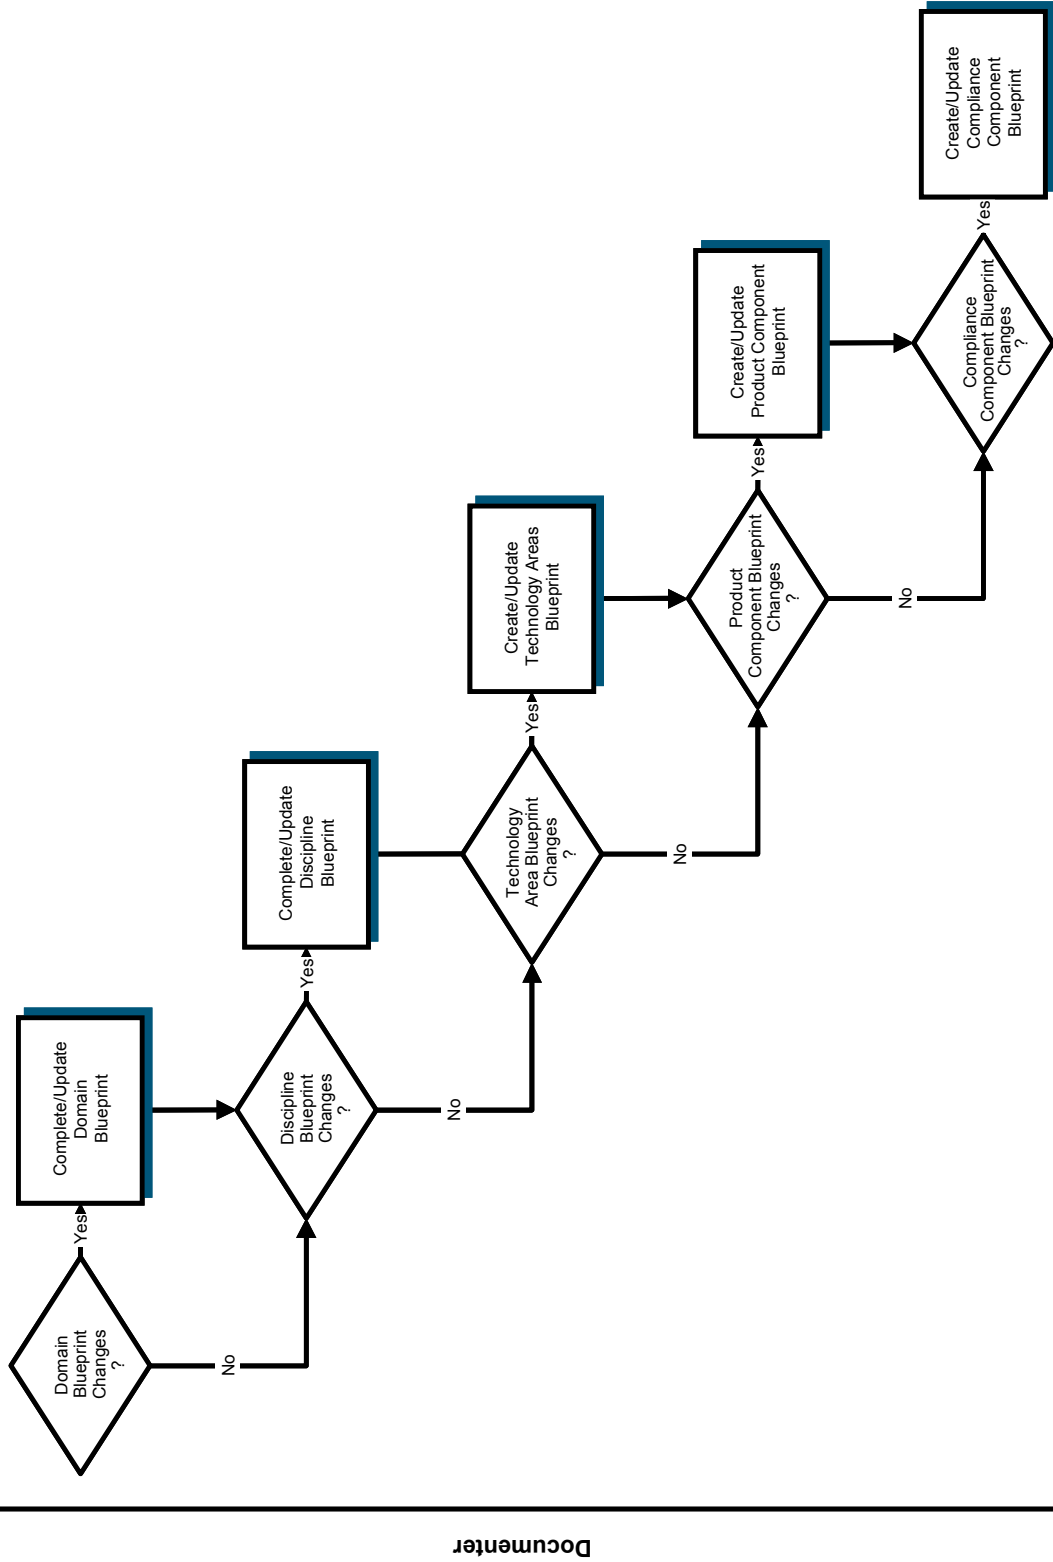 Documenter
Domain
Blueprint
Changes
?
Yes
No
Complete/Update
Domain
Blueprint
Discipline
Blueprint
Changes
?
Yes
No
Complete/Update
Discipline
Blueprint
Technology
Area Blueprint
Changes
?
Yes
No
Create/Update
Technology Areas
Blueprint
Product
Component Blueprint
Changes
?
Yes
No
Create/Update
Product Component
Blueprint
Compliance
Component Blueprint
Changes
?
Yes
Create/Update
Compliance
Component
Blueprint